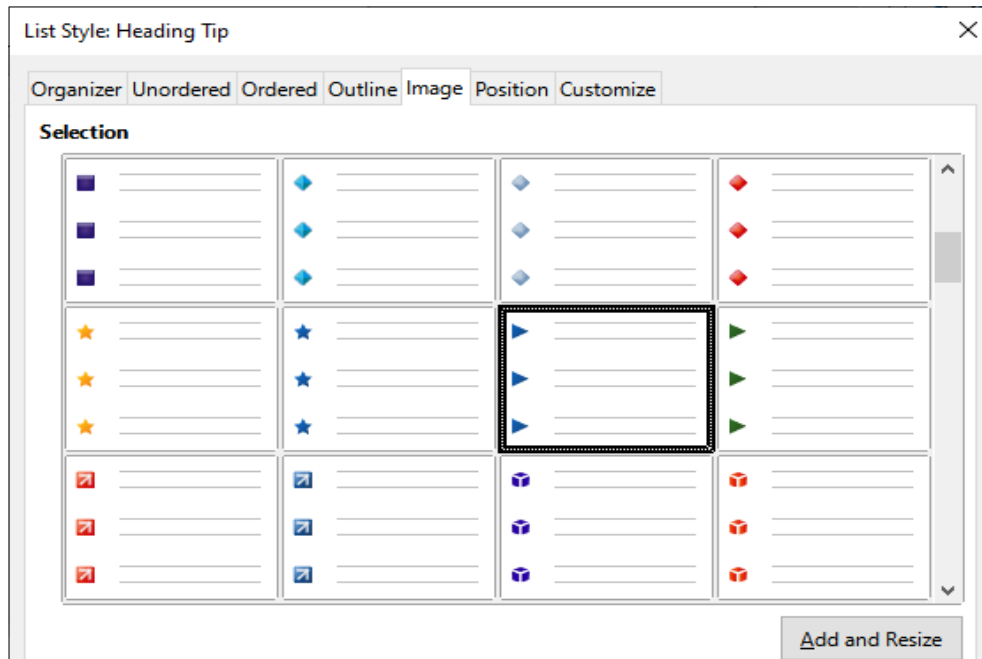 List Style: Heading Tip
Organizer Unordered Ordered Outline Image Position Customize
Selection
Add and Resize